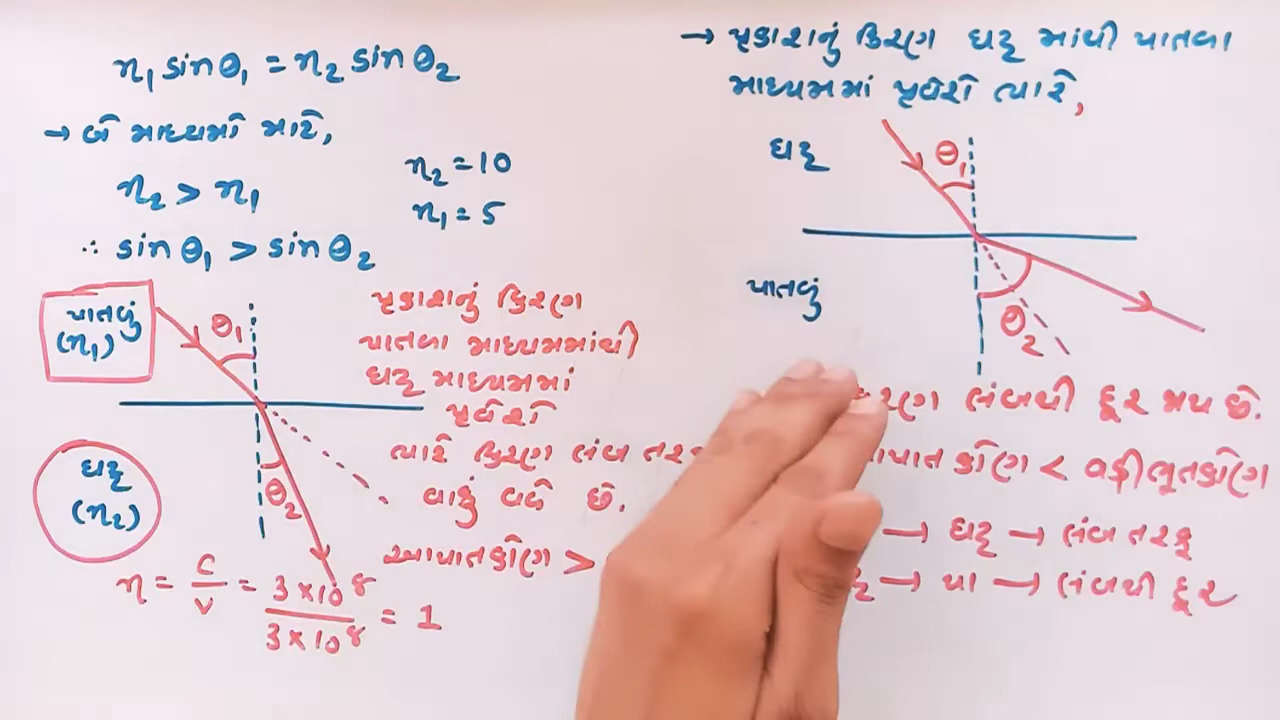 n₁ sinθ₁ = n₂ sinθ₂
→ બે માધ્યમો માટે,
n₂ > n₁
n₂ = 10
n₁ = 5
∴ sinθ₁ > sinθ₂
પાતળું
(n₁)
θ₁
ઘટ્ટ
(n₂)
θ₂
પ્રકાશનું કિરણ
પાતળા માધ્યમમાંથી
ઘટ્ટ માધ્યમમાં
પ્રવેશે
ત્યારે કિરણ લંબ તરફ
વાંકું વળે છે.
આપાતકોણ >
n = c/v = 3×10⁸/3×10⁸ = 1
→ પ્રકાશનું કિરણ ઘટ્ટ માંથી પાતળા
માધ્યમમાં પ્રવેશે ત્યારે,
ઘટ્ટ
θ₁
પાતળું
θ₂
લંબથી દૂર જાય છે.
કોણ < વક્રીભૂતકોણ
→ ઘટ્ટ → લંબ તરફ
→ પા → લંબથી દૂર